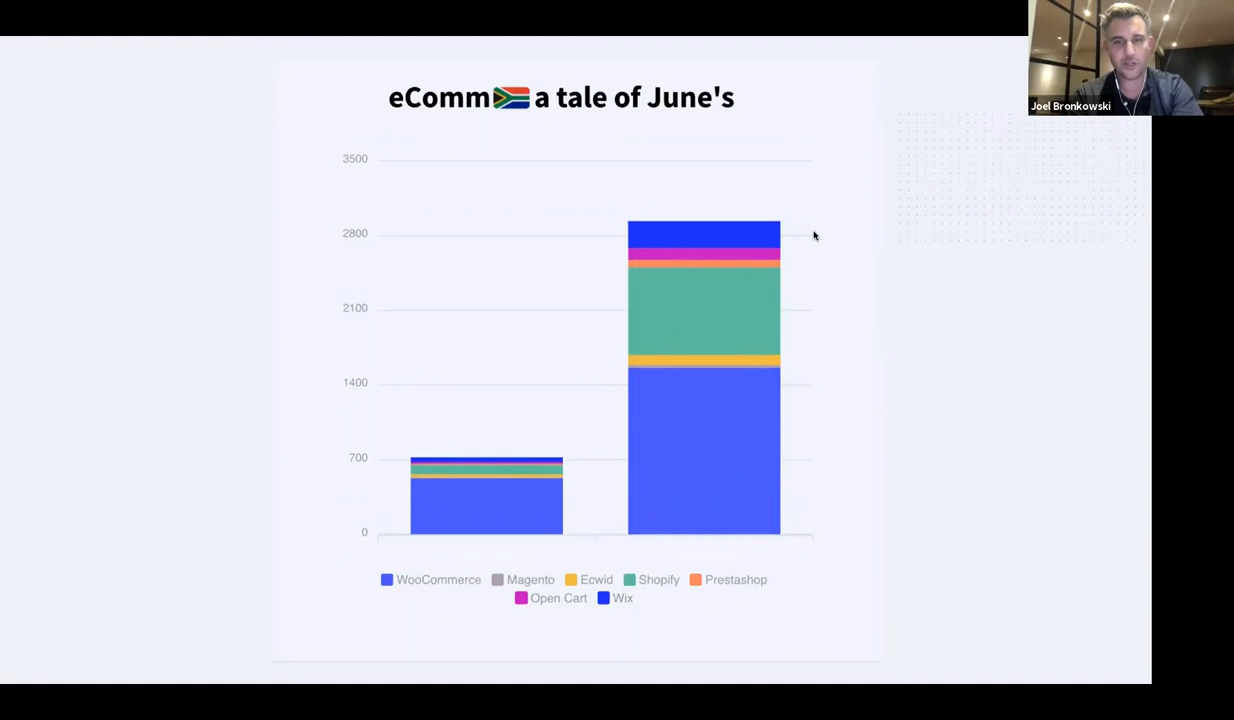 eComm🇿🇦 a tale of June's
Joel Bronkowski
3500
2800
2100
1400
700
0
WooCommerce Magento Ecwid Shopify Prestashop
Open Cart Wix